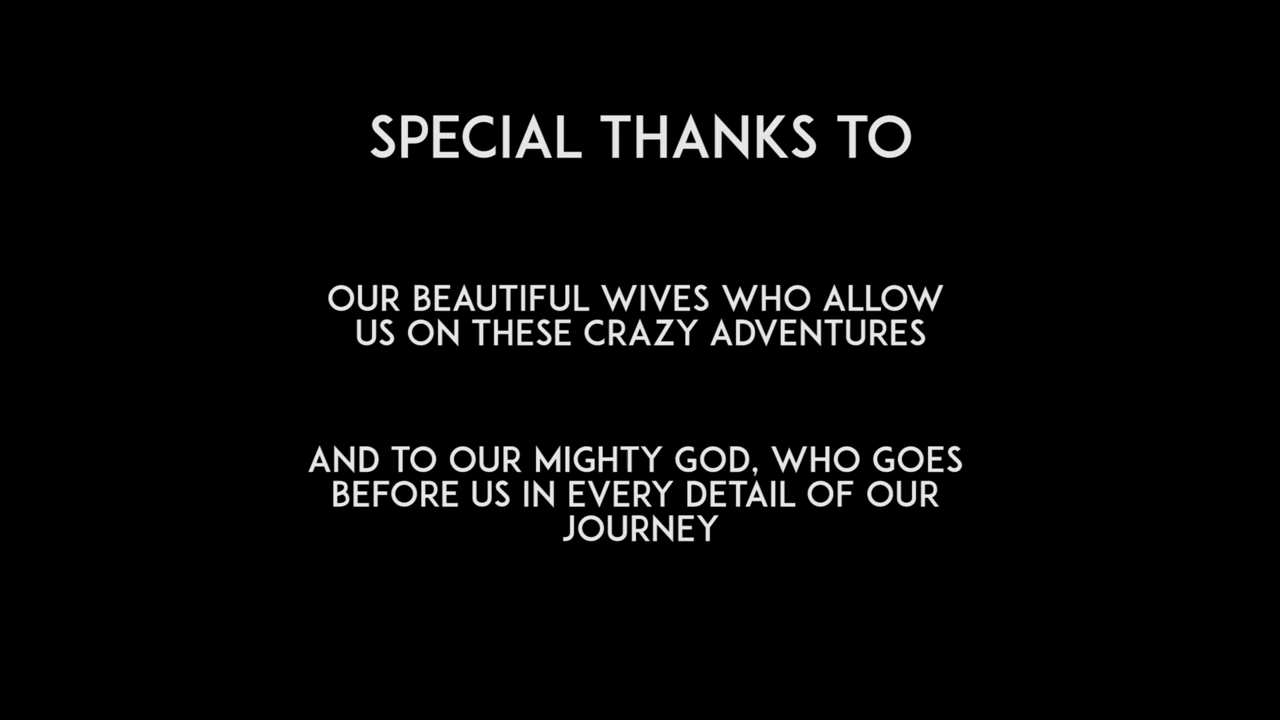 SPECIAL THANKS TO
OUR BEAUTIFUL WIVES WHO ALLOW
US ON THESE CRAZY ADVENTURES
AND TO OUR MIGHTY GOD, WHO GOES
BEFORE US IN EVERY DETAIL OF OUR
JOURNEY